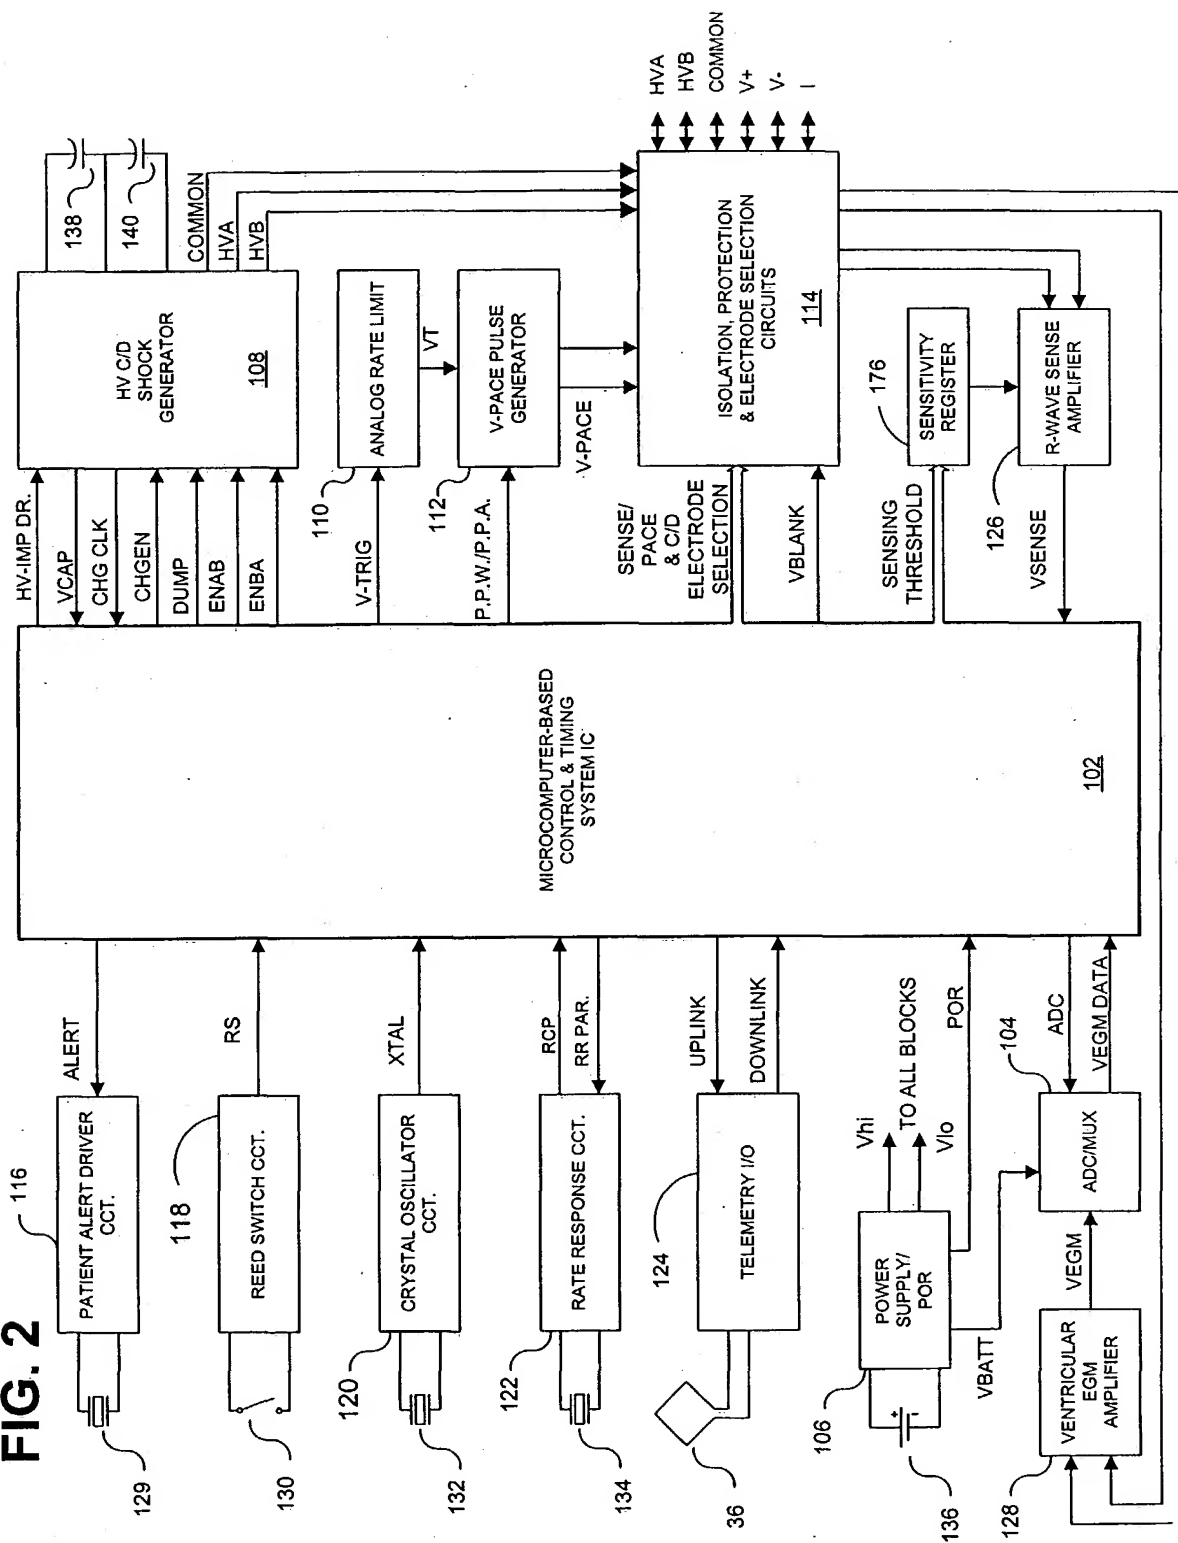 FIG. 2
129
116
PATIENT ALERT DRIVER
CCT.
ALERT
130
118
REED SWITCH CCT.
RS
132
120
CRYSTAL OSCILLATOR
CCT.
XTAL
134
122
RATE RESPONSE CCT.
RCP
RR PAR.
36
124
TELEMETRY I/O
UPLINK
DOWNLINK
136
106
POWER
SUPPLY/
POR
Vhi
TO ALL BLOCKS
Vlo
POR
VBATT
128
VENTRICULAR
EGM
AMPLIFIER
VEGM
ADC/MUX
104
ADC
VEGM DATA
MICROCOMPUTER-BASED
CONTROL & TIMING
SYSTEM IC
102
HV-IMP DR.
VCAP
CHG CLK
CHGEN
DUMP
ENAB
ENBA
HV C/D
SHOCK
GENERATOR
108
138
140
COMMON
HVA
HVB
V-TRIG
110
ANALOG RATE LIMIT
VT
P.P.W./P.P.A.
112
V-PACE PULSE
GENERATOR
V-PACE
SENSE/
PACE
& C/D
ELECTRODE
SELECTION
VBLANK
ISOLATION, PROTECTION
& ELECTRODE SELECTION
CIRCUITS
114
HVA
HVB
COMMON
V+
V-
I
SENSING
THRESHOLD
176
SENSITIVITY
REGISTER
VSENSE
126
R-WAVE SENSE
AMPLIFIER